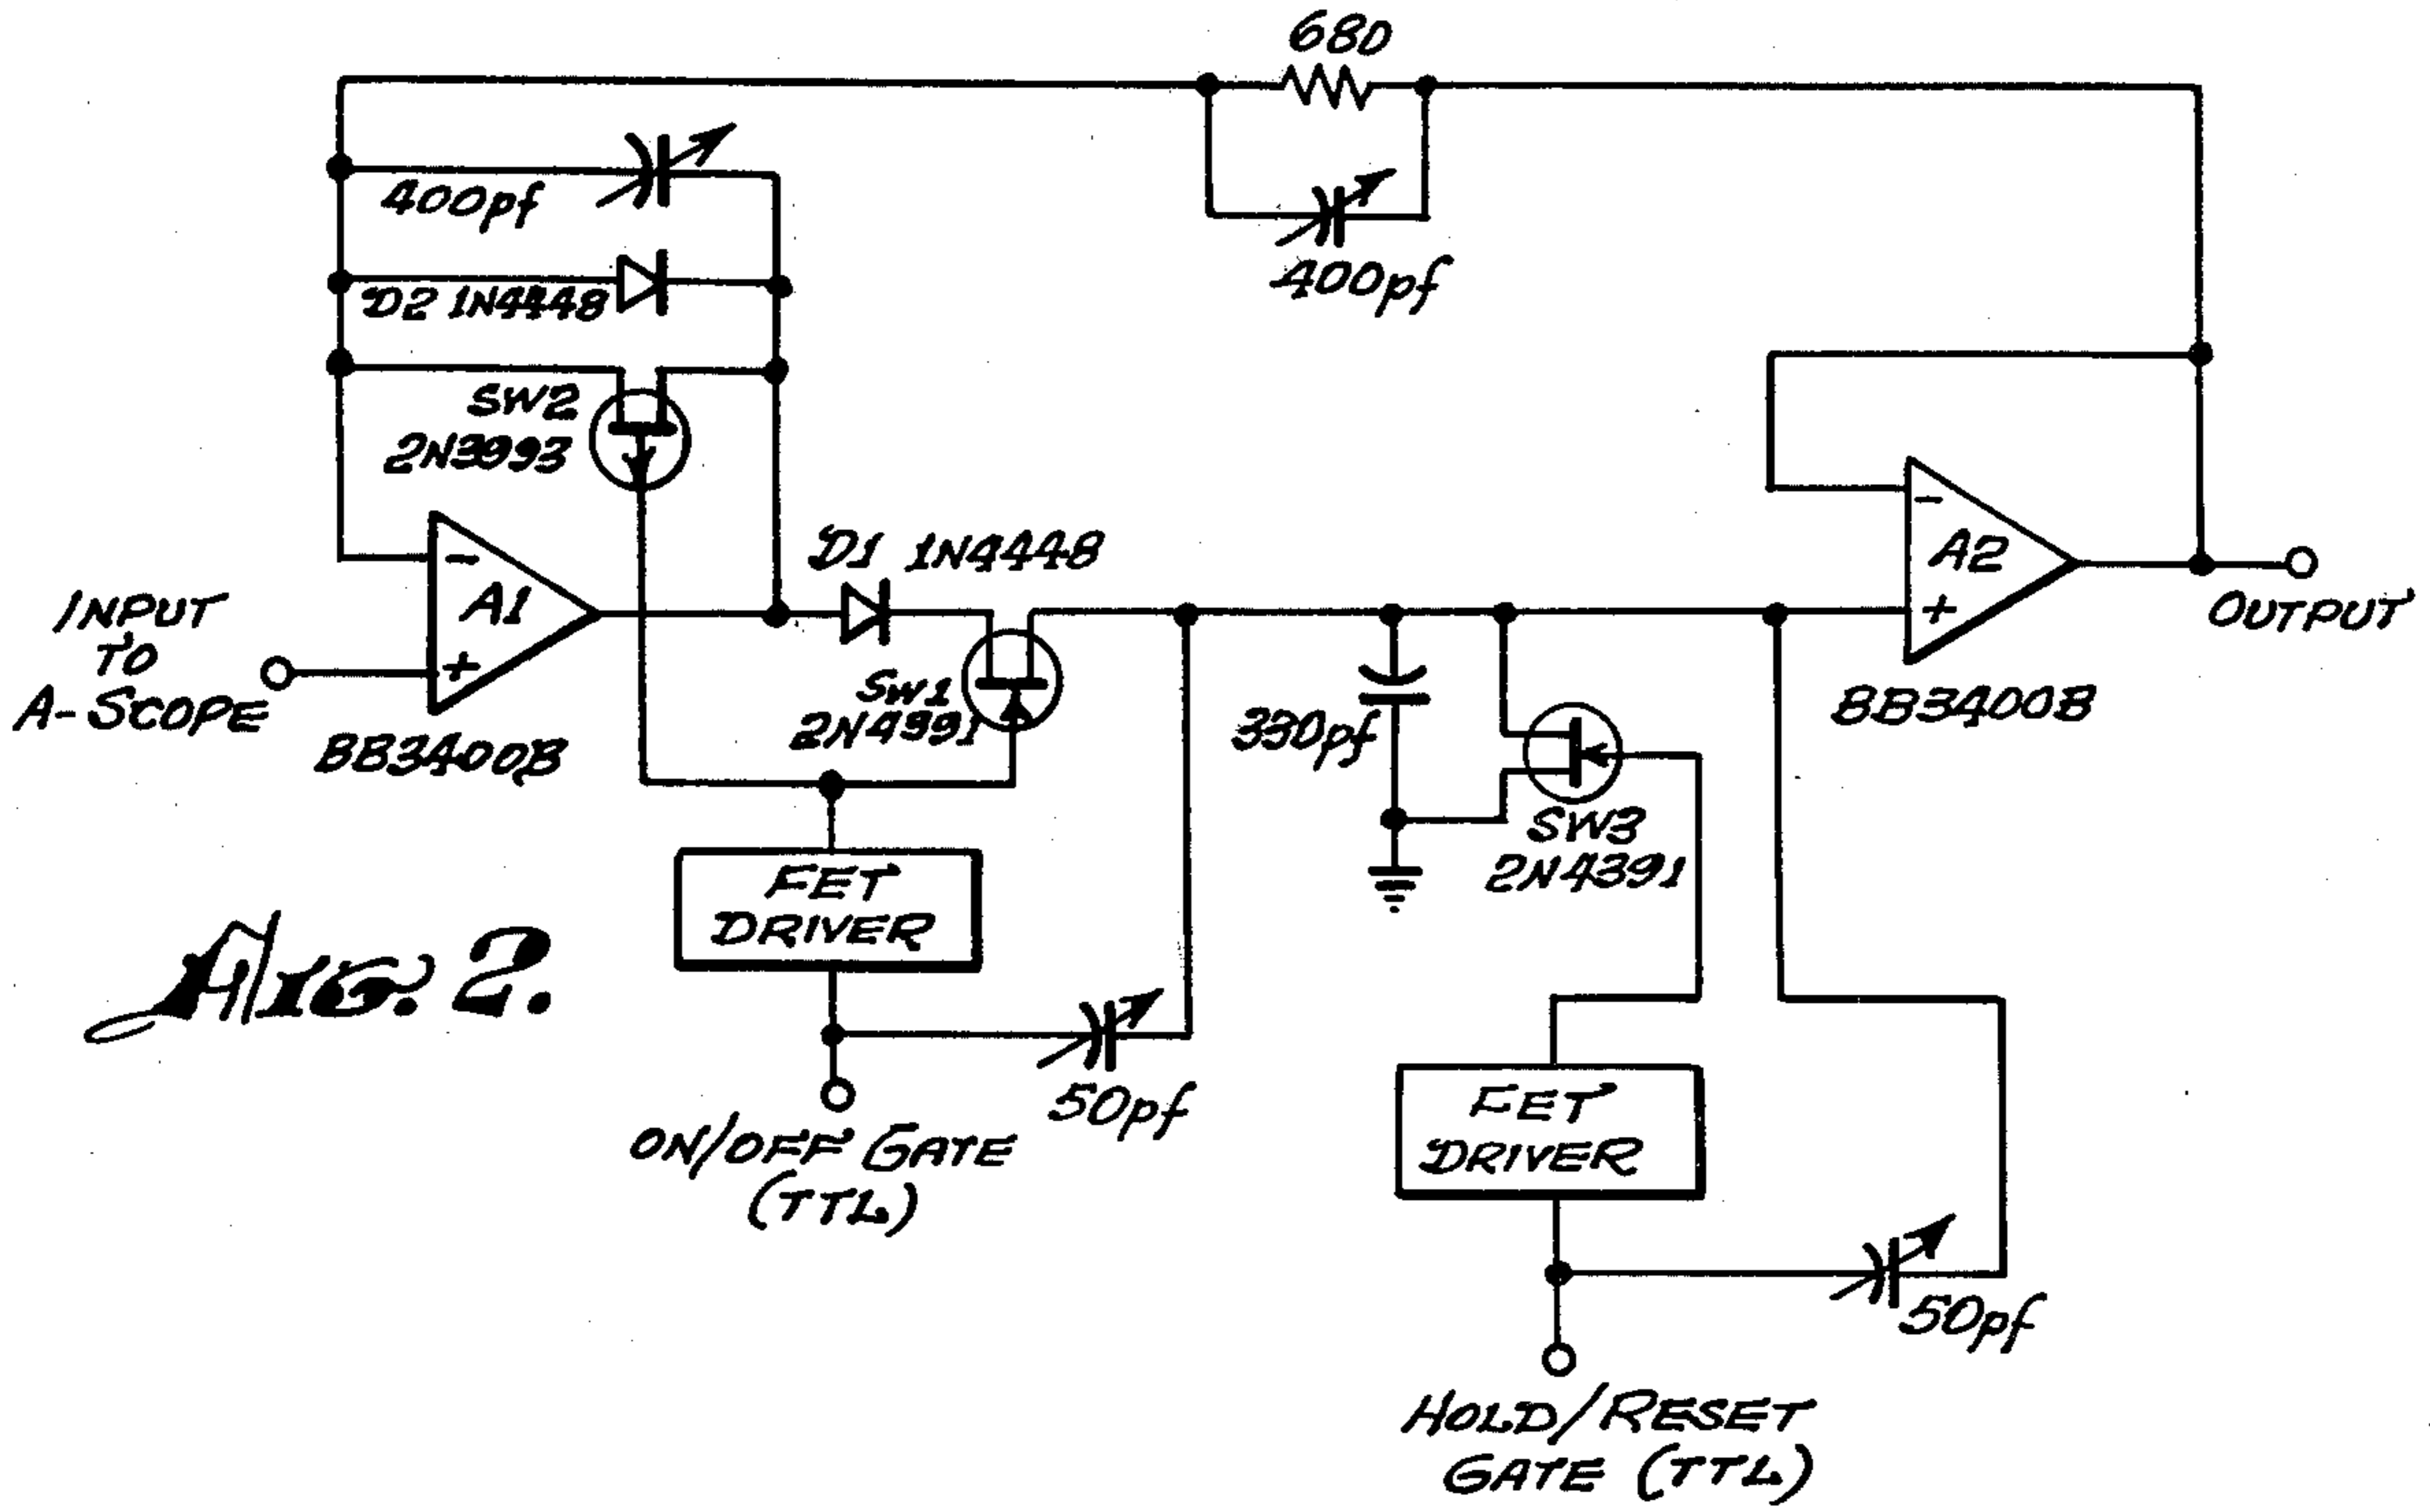 680
400pf
400pf
D2 1N4448
SW2
2N3993
D1 1N4448
-
A1
+
-
A2
+
INPUT
TO
A-SCOPE
OUTPUT
SW1
2N4391
BB3400B
330pf
BB3400B
SW3
2N4391
FET
DRIVER
FIG. 2.
FET
DRIVER
50pf
ON/OFF GATE
(TTL)
50pf
HOLD/RESET
GATE (TTL)